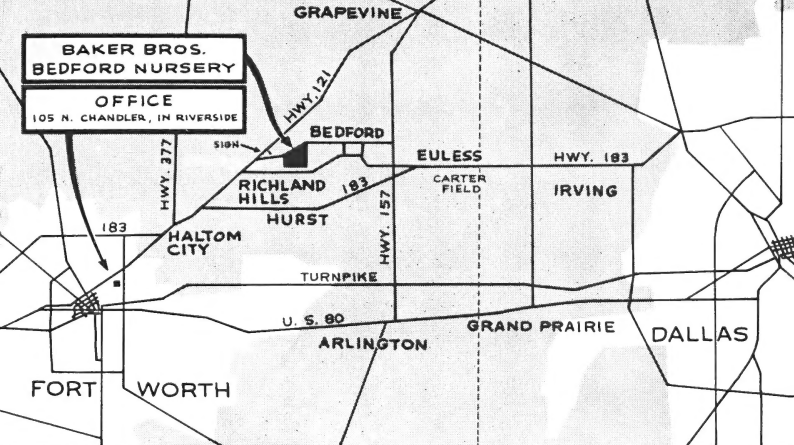 GRAPEVINE
BAKER BROS.
BEDFORD NURSERY
OFFICE
105 N. CHANDLER, IN RIVERSIDE
HWY. 121
HWY. 377
SIGN
BEDFORD
EULESS
HWY. 183
CARTER
FIELD
IRVING
RICHLAND
HILLS
183
HURST
HWY. 157
183
HALTOM
CITY
TURNPIKE
U. S. 80
ARLINGTON
GRAND PRAIRIE
DALLAS
FORT WORTH